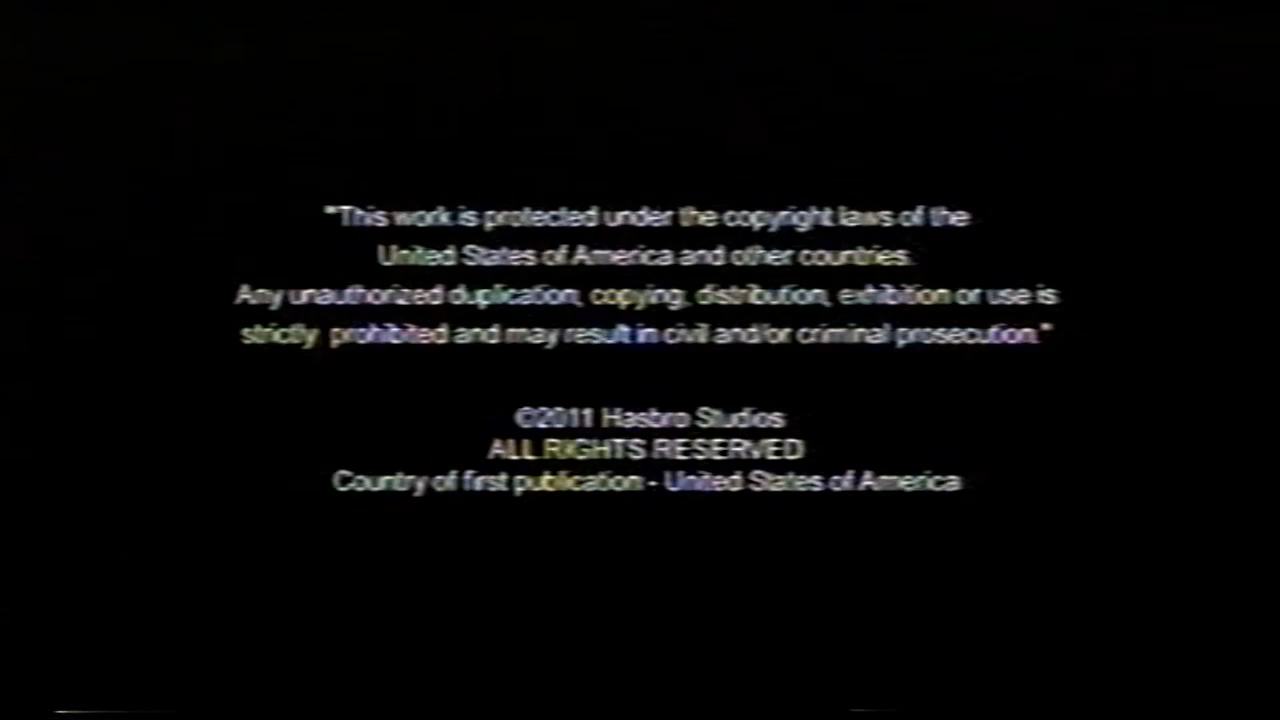 "This work is protected under the copyright laws of the
United States of America and other countries.
Any unauthorized duplication, copying, distribution, exhibition or use is
strictly prohibited and may result in civil and/or criminal prosecution."
©2011 Hasbro Studios
ALL RIGHTS RESERVED
Country of first publication - United States of America